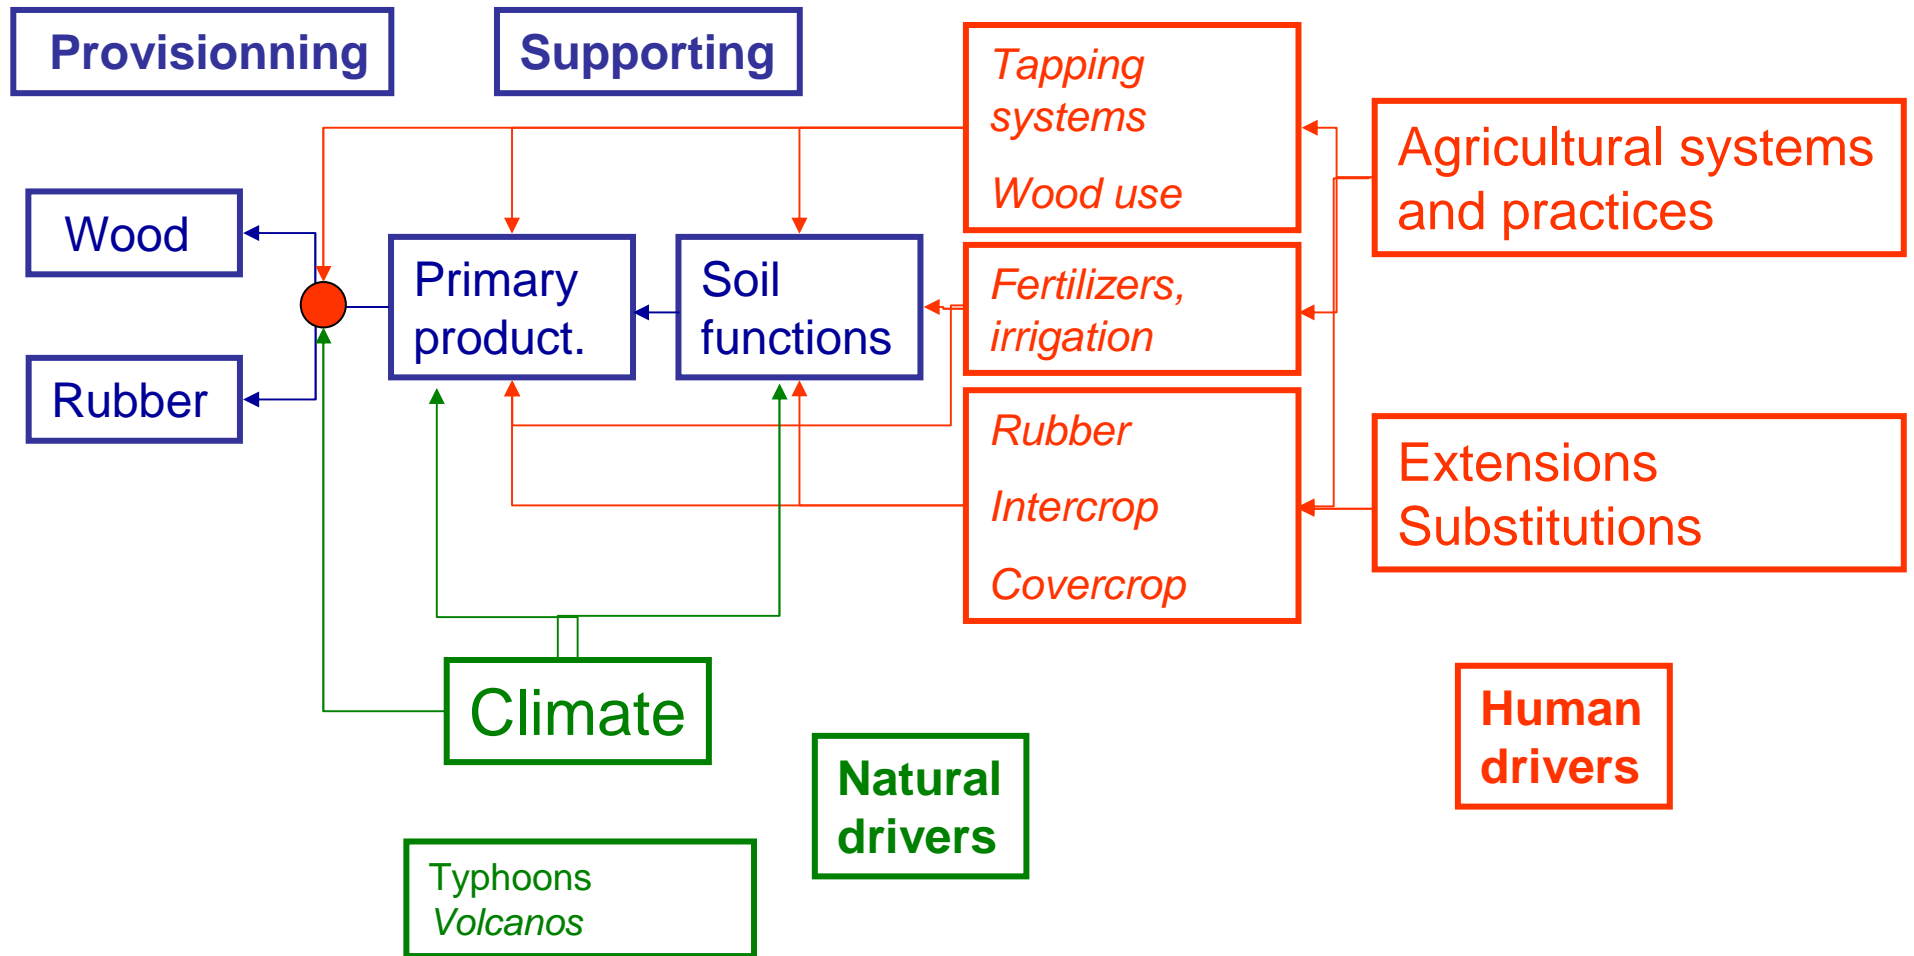 Provisionning
Supporting
Tapping
systems
Wood use
Agricultural systems
and practices
Wood
Rubber
Primary
product.
Soil
functions
Fertilizers,
irrigation
Rubber
Intercrop
Covercrop
Extensions
Substitutions
Climate
Natural
drivers
Human
drivers
Typhoons
Volcanos